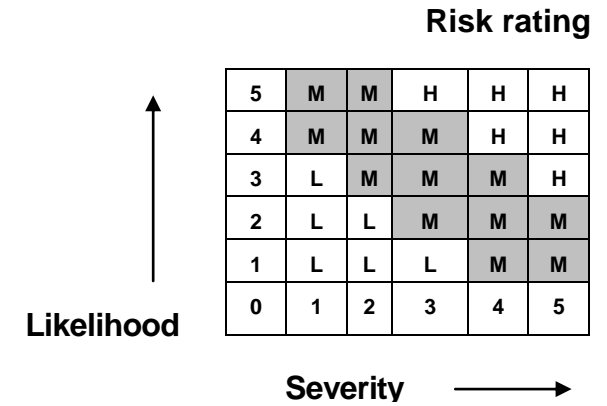 Risk rating
5 M M H H H
4 M M M H H
3 L M M M H
2 L L M M M
1 L L L M M
0 1 2 3 4 5
Likelihood
Severity